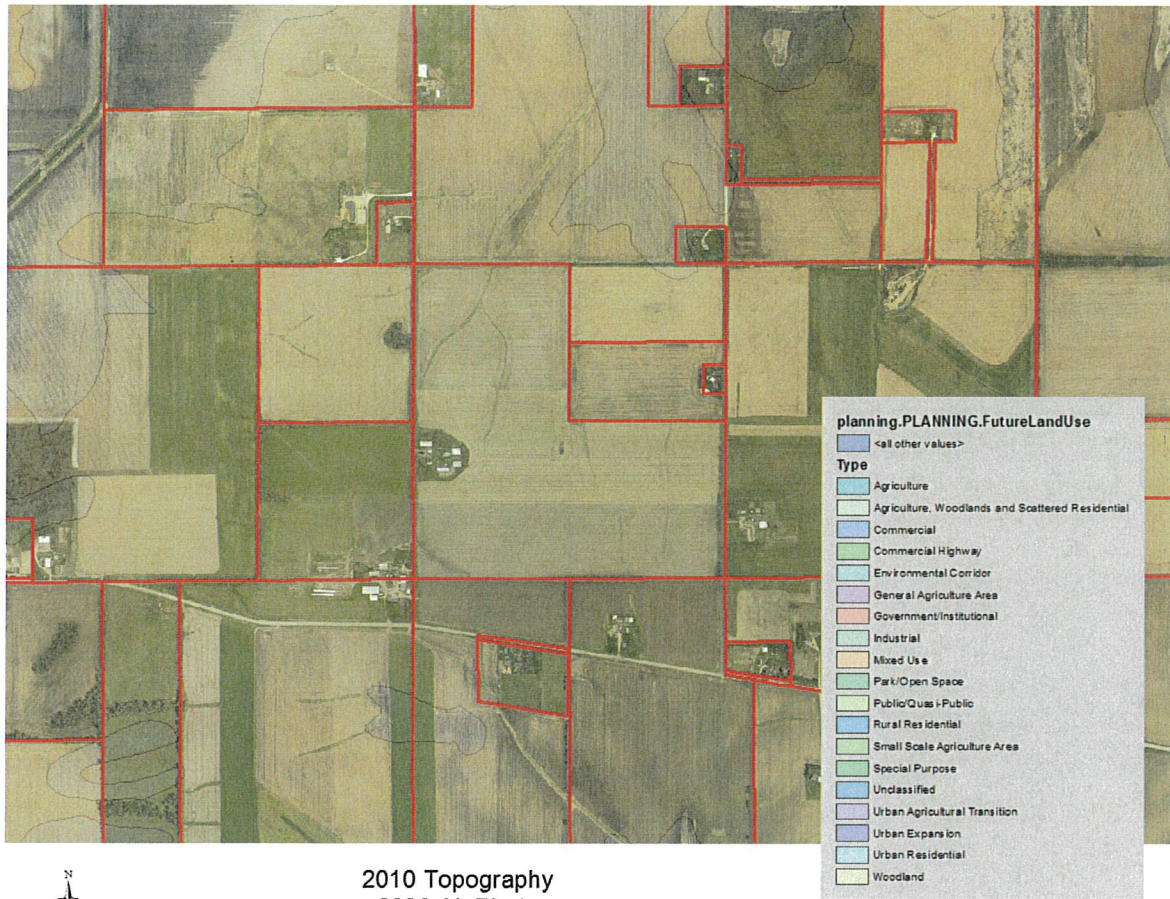 planning.PLANNING.FutureLandUse
<all other values>
Type
Agriculture
Agriculture, Woodlands and Scattered Residential
Commercial
Commercial Highway
Environmental Corridor
General Agriculture Area
Government/Institutional
Industrial
Mixed Use
Park/Open Space
Public/Quasi-Public
Rural Residential
Small Scale Agriculture Area
Special Purpose
Unclassified
Urban Agricultural Transition
Urban Expansion
Urban Residential
Woodland
N
2010 Topography